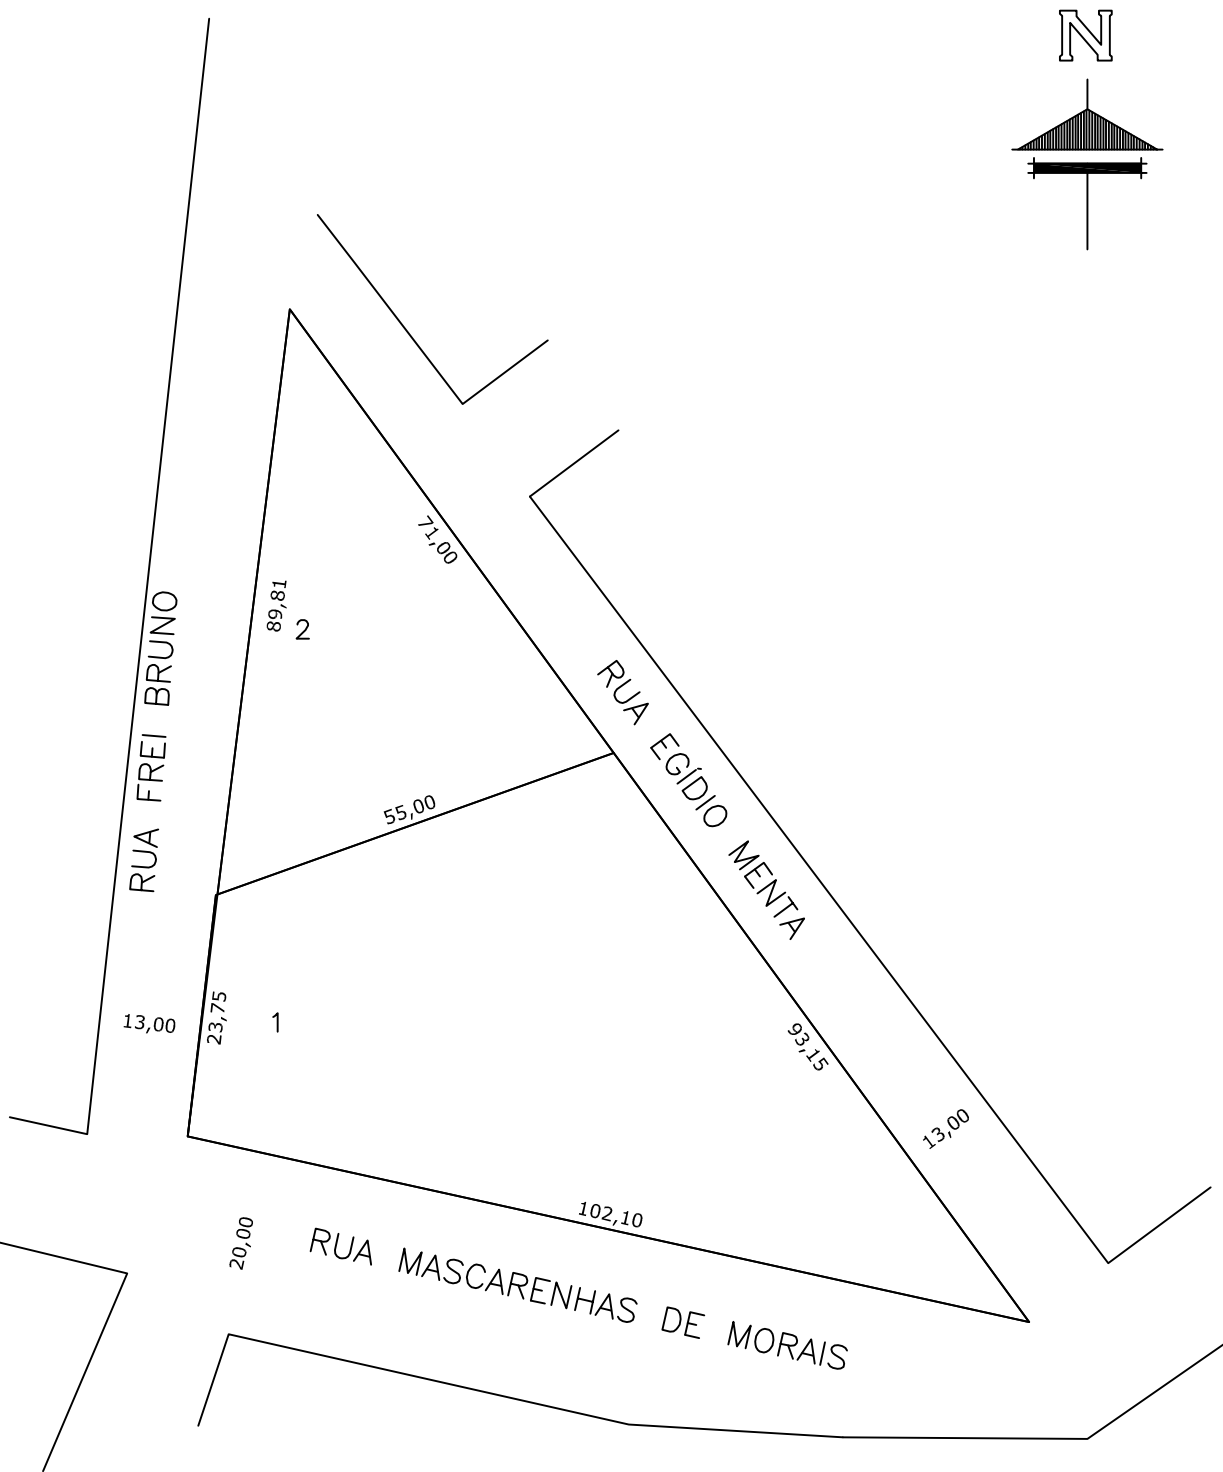 N
71,00
89,81
2
RUA FREI BRUNO
RUA EGÍDIO MENTA
55,00
23,75
13,00
1
93,15
13,00
102,10
20,00
RUA MASCARENHAS DE MORAIS